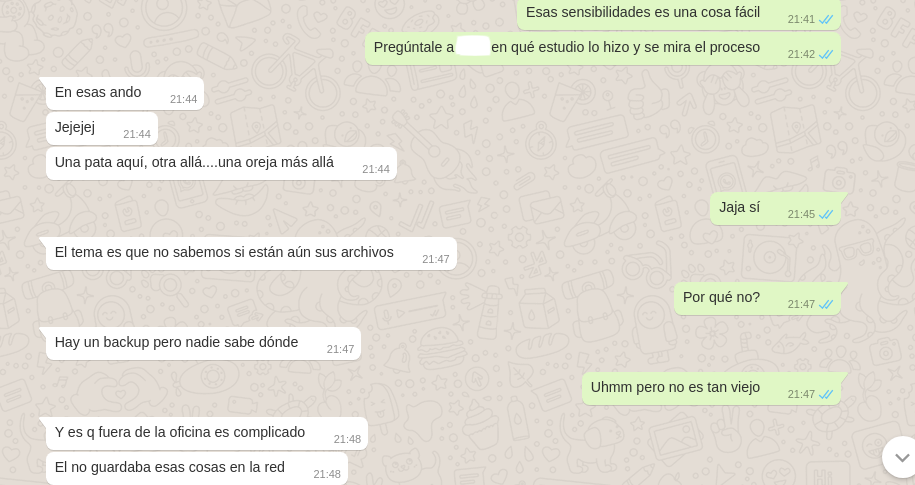 Esas sensibilidades es una cosa fácil 21:41
Pregúntale a en qué estudio lo hizo y se mira el proceso 21:42
En esas ando 21:44
Jejejej 21:44
Una pata aquí, otra allá....una oreja más allá 21:44
Jaja sí 21:45
El tema es que no sabemos si están aún sus archivos 21:47
Por qué no? 21:47
Hay un backup pero nadie sabe dónde 21:47
Uhmm pero no es tan viejo 21:47
Y es q fuera de la oficina es complicado 21:48
El no guardaba esas cosas en la red 21:48